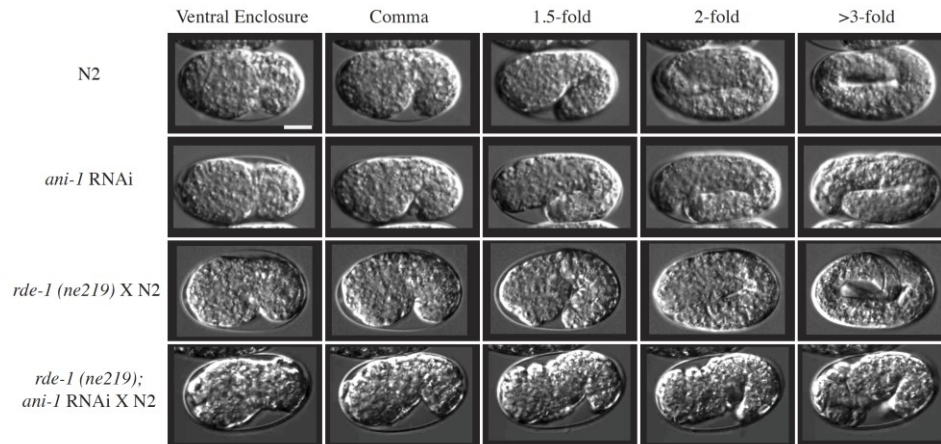 Ventral Enclosure Comma 1.5-fold 2-fold >3-fold
N2
ani-1 RNAi
rde-1 (ne219) X N2
rde-1 (ne219);
ani-1 RNAi X N2